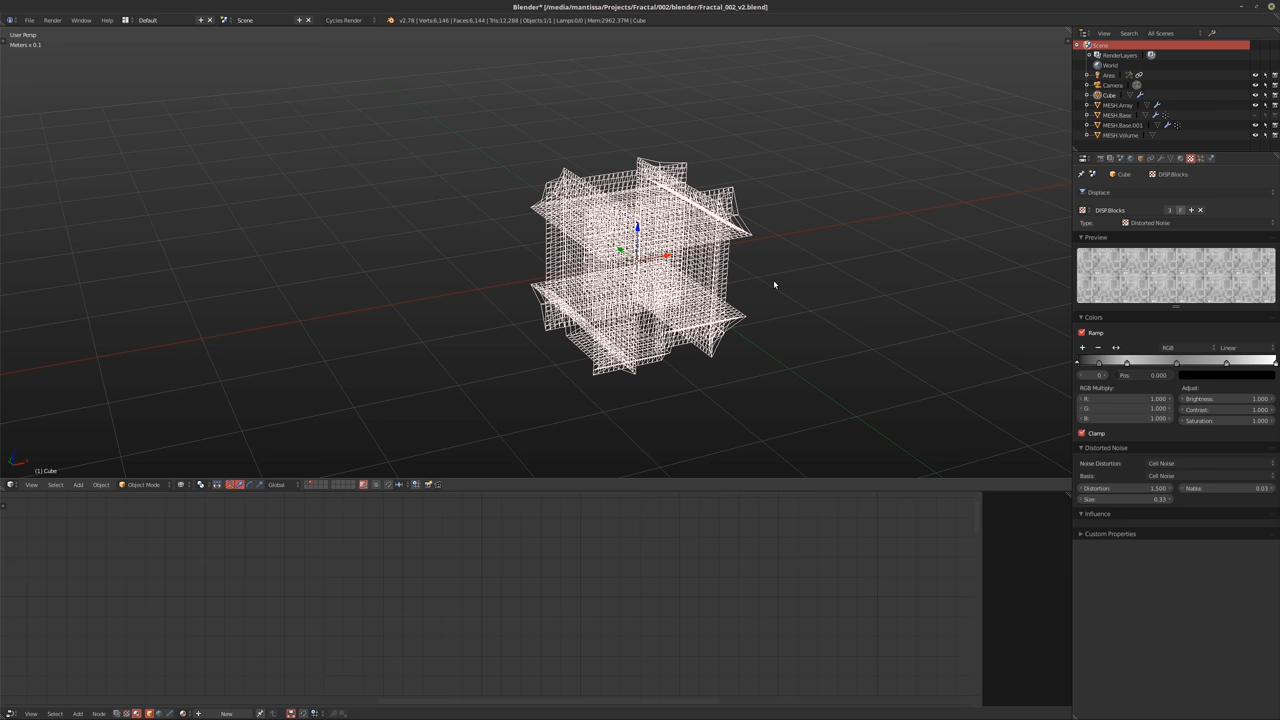 Blender* [/media/mantissa/Projects/Fractal/002/blender/Fractal_002_v2.blend]
File Render Window Help Default Scene Cycles Render v2.78 | Verts:6,146 | Faces:6,144 | Tris:12,288 | Objects:1/1 | Lamps:0/0 | Mem:2962.37M | Cube
User Persp
Meters x 0.1
(1) Cube
View Select Add Object Object Mode Global
View Select Add Node New
View Search All Scenes
Scene
RenderLayers
World
Area
Camera
Cube
MESH.Array
MESH.Base
MESH.Base.001
MESH.Volume
Cube DISP.Blocks
Displace
DISP.Blocks 3 F
Type: Distorted Noise
Preview
Colors
Ramp
RGB Linear
0 Pos: 0.000
RGB Multiply: Adjust:
R: 1.000 Brightness: 1.000
G: 1.000 Contrast: 1.000
B: 1.000 Saturation: 1.000
Clamp
Distorted Noise
Noise Distortion: Cell Noise
Basis: Cell Noise
Distortion: 1.500 Nabla: 0.03
Size: 0.33
Influence
Custom Properties